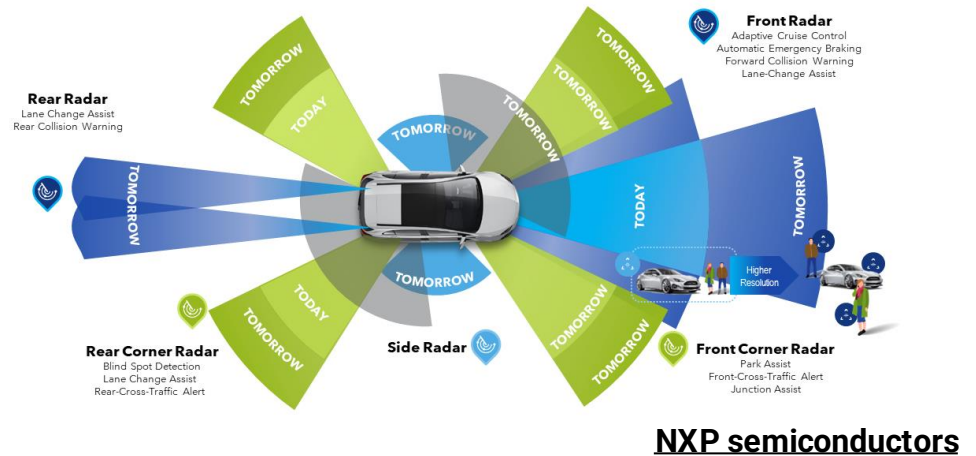 Front Radar
Adaptive Cruise Control
Automatic Emergency Braking
Forward Collision Warning
Lane-Change Assist
Rear Radar
Lane Change Assist
Rear Collision Warning
TOMORROW
TODAY
TOMORROW
TOMORROW
TOMORROW
TOMORROW
TOMORROW
TODAY
TOMORROW
TOMORROW
TODAY
TOMORROW
TOMORROW
TOMORROW
Higher
Resolution
Rear Corner Radar
Blind Spot Detection
Lane Change Assist
Rear-Cross-Traffic Alert
Side Radar
Front Corner Radar
Park Assist
Front-Cross-Traffic Alert
Junction Assist
NXP semiconductors